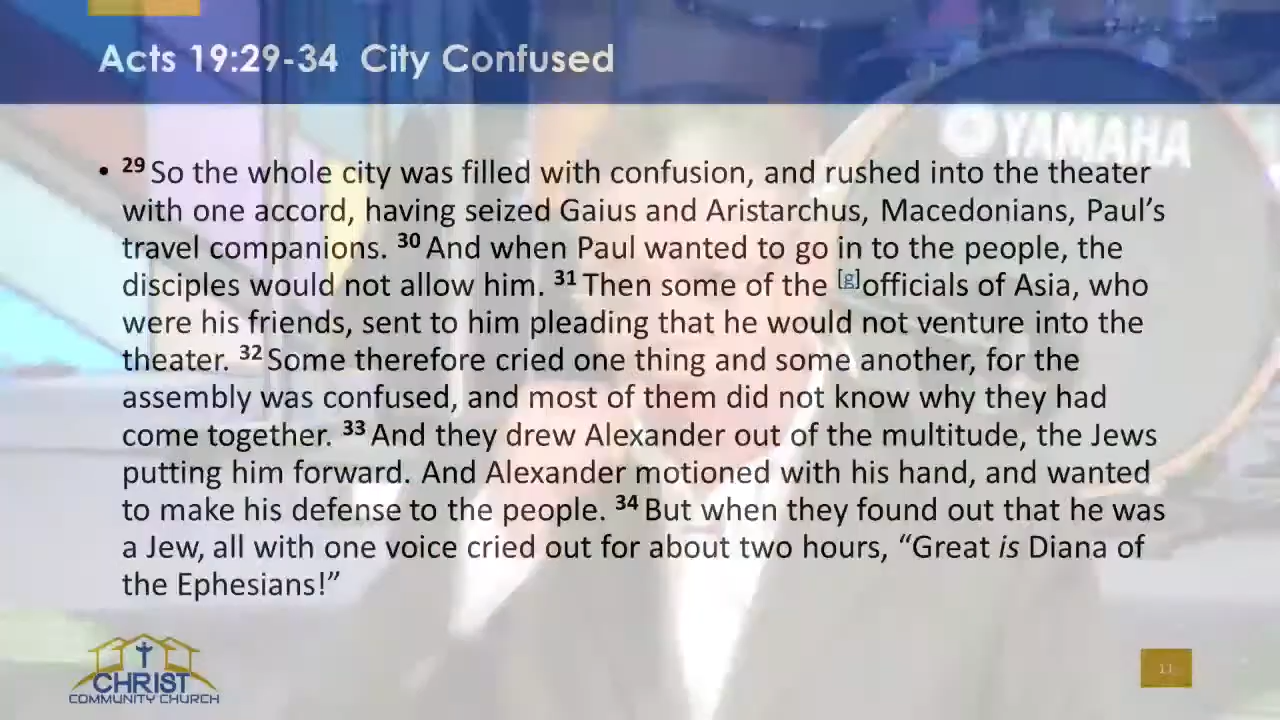 Acts 19:29-34 City Confused
YAMAHA
• 29 So the whole city was filled with confusion, and rushed into the theater
with one accord, having seized Gaius and Aristarchus, Macedonians, Paul’s
travel companions. 30 And when Paul wanted to go in to the people, the
disciples would not allow him. 31 Then some of the [g]officials of Asia, who
were his friends, sent to him pleading that he would not venture into the
theater. 32 Some therefore cried one thing and some another, for the
assembly was confused, and most of them did not know why they had
come together. 33 And they drew Alexander out of the multitude, the Jews
putting him forward. And Alexander motioned with his hand, and wanted
to make his defense to the people. 34 But when they found out that he was
a Jew, all with one voice cried out for about two hours, “Great is Diana of
the Ephesians!”
CHRIST
COMMUNITY CHURCH
11